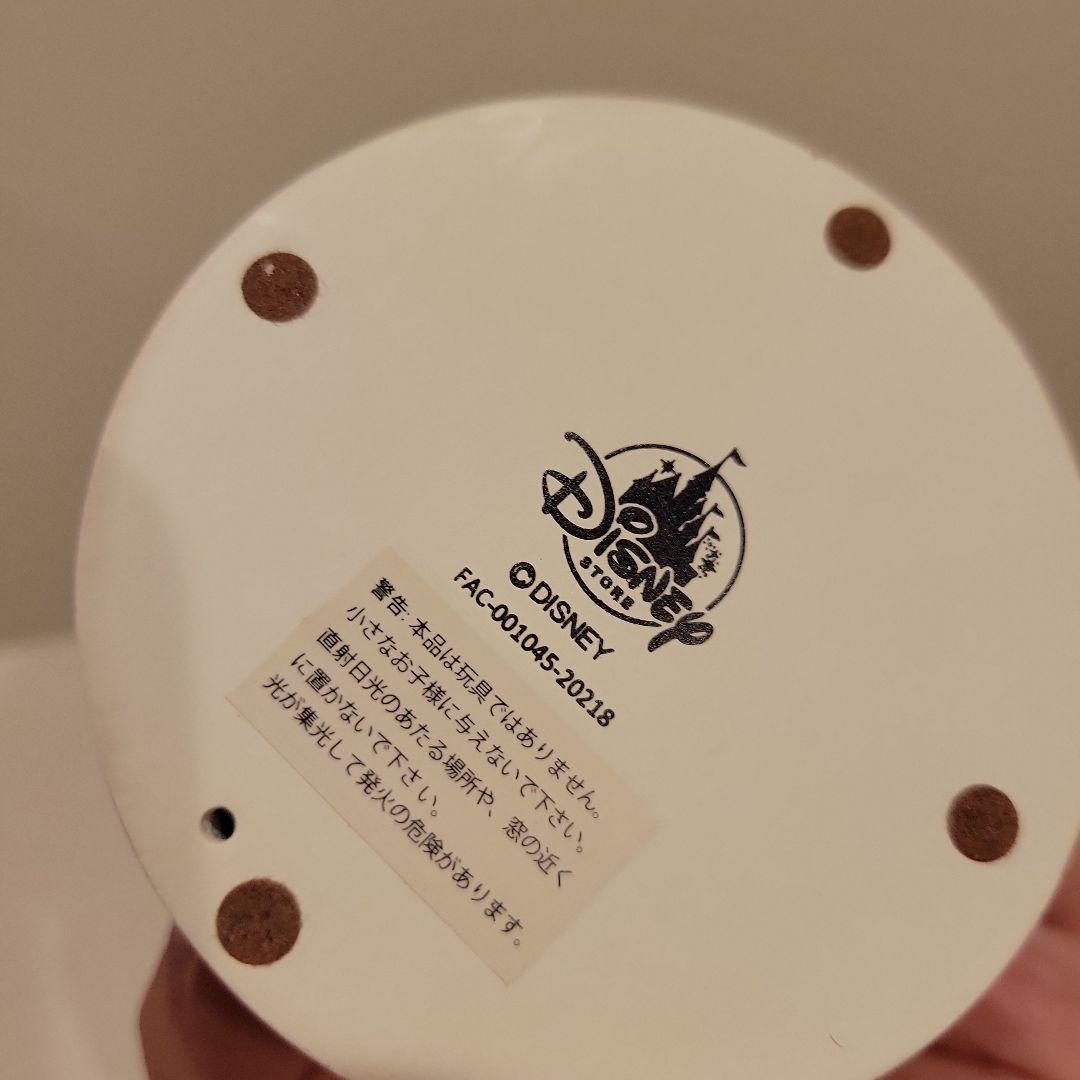 DISNEY
STORE
©DISNEY
FAC-001045-20218
警告: 本品は玩具ではありません。
小さなお子様に与えないで下さい。
直射日光のあたる場所や、窓の近く
に置かないで下さい。
光が集光して発火の危険があります。